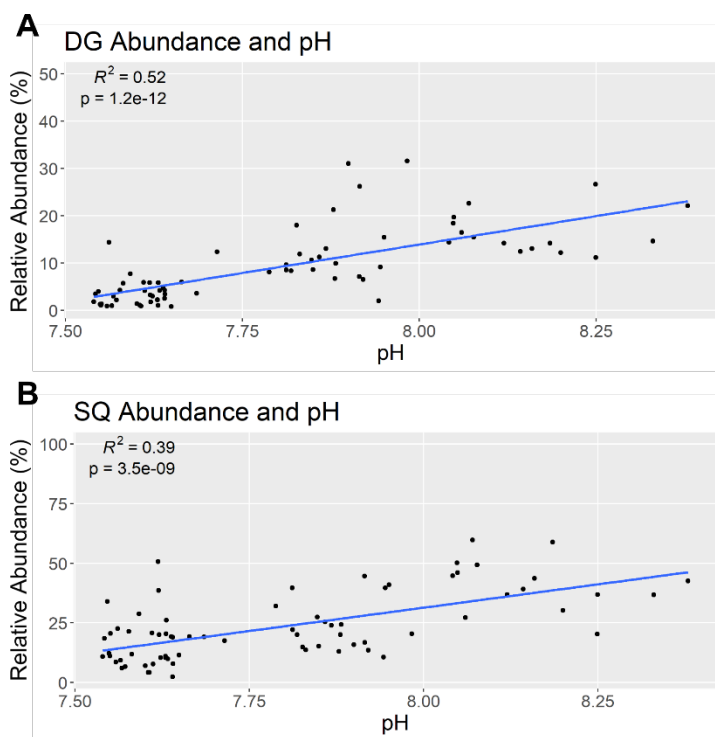 A
DG Abundance and pH
R² = 0.52
p = 1.2e-12
Relative Abundance (%)
50
40
30
20
10
0
7.50 7.75 8.00 8.25
pH
B
SQ Abundance and pH
R² = 0.39
p = 3.5e-09
Relative Abundance (%)
100
75
50
25
0
7.50 7.75 8.00 8.25
pH